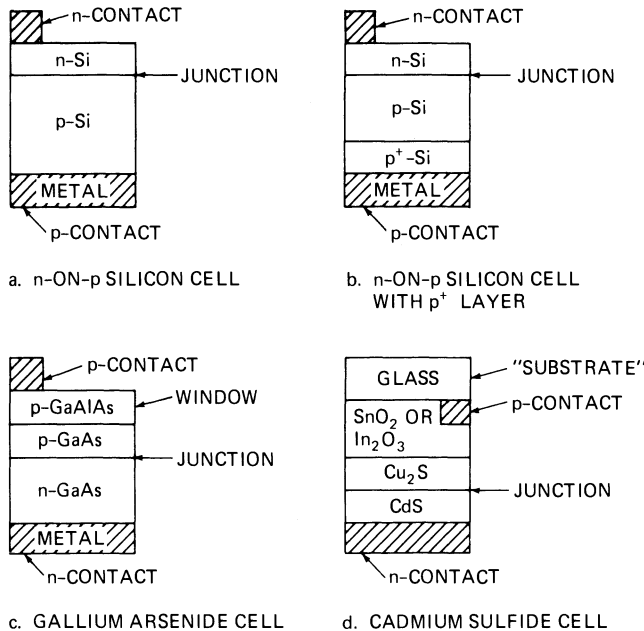 n-CONTACT
n-Si
JUNCTION
p-Si
METAL
p-CONTACT
a. n-ON-p SILICON CELL
n-CONTACT
n-Si
JUNCTION
p-Si
p⁺-Si
METAL
p-CONTACT
b. n-ON-p SILICON CELL
WITH p⁺ LAYER
p-CONTACT
WINDOW
p-GaAlAs
p-GaAs
JUNCTION
n-GaAs
METAL
n-CONTACT
c. GALLIUM ARSENIDE CELL
"SUBSTRATE"
GLASS
p-CONTACT
SnO₂ OR
In₂O₃
Cu₂S
JUNCTION
CdS
n-CONTACT
d. CADMIUM SULFIDE CELL